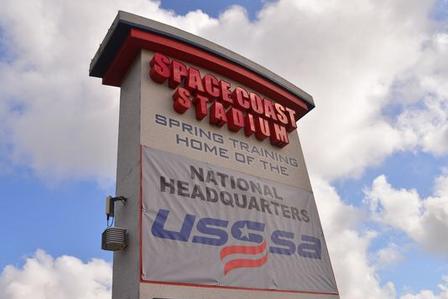 SPACE COAST
STADIUM
SPRING TRAINING
HOME OF THE
NATIONAL
HEADQUARTERS
USSSA